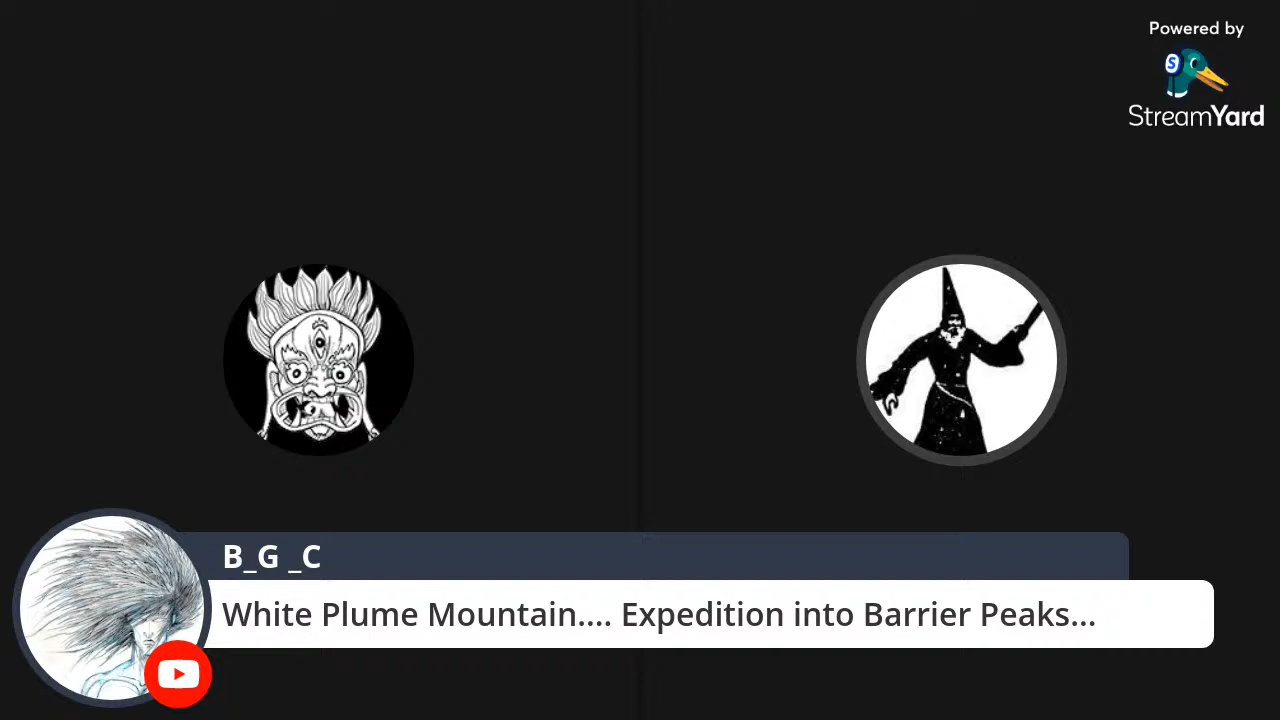 Powered by
S
StreamYard
B_G _C
White Plume Mountain.... Expedition into Barrier Peaks...